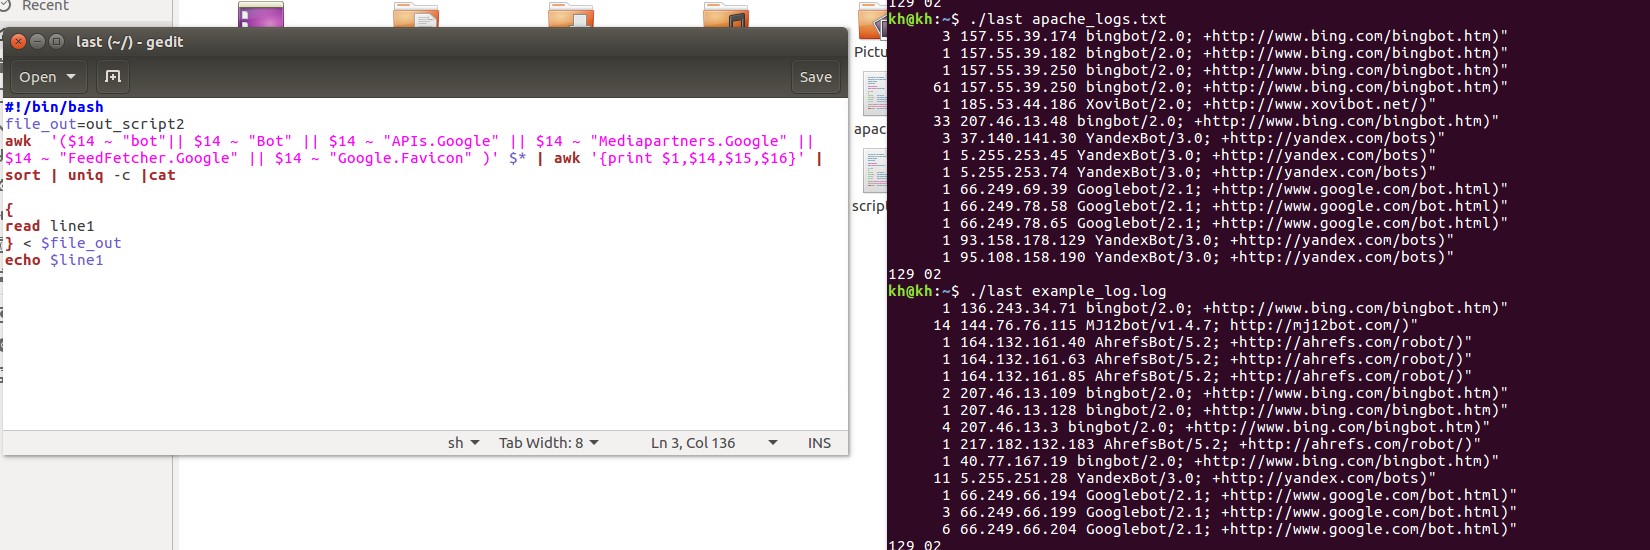 Recent
last (~/) - gedit
Open
Save
#!/bin/bash
file_out=out_script2
awk  '($14 ~ "bot"|| $14 ~ "Bot" || $14 ~ "APIs.Google" || $14 ~ "Mediapartners.Google" ||
$14 ~ "FeedFetcher.Google" || $14 ~ "Google.Favicon" )' $* | awk '{print $1,$14,$15,$16}' |
sort | uniq -c |cat
{
read line1
} < $file_out
echo $line1
sh
Tab Width: 8
Ln 3, Col 136
INS
Pictu
apac
script
129 02
kh@kh:~$ ./last apache_logs.txt
3 157.55.39.174 bingbot/2.0; +http://www.bing.com/bingbot.htm)"
1 157.55.39.182 bingbot/2.0; +http://www.bing.com/bingbot.htm)"
1 157.55.39.250 bingbot/2.0; +http://www.bing.com/bingbot.htm)
61 157.55.39.250 bingbot/2.0; +http://www.bing.com/bingbot.htm)"
1 185.53.44.186 XoviBot/2.0; +http://www.xovibot.net/)"
33 207.46.13.48 bingbot/2.0; +http://www.bing.com/bingbot.htm)"
3 37.140.141.30 YandexBot/3.0; +http://yandex.com/bots)"
1 5.255.253.45 YandexBot/3.0; +http://yandex.com/bots)"
1 5.255.253.74 YandexBot/3.0; +http://yandex.com/bots)"
1 66.249.69.39 Googlebot/2.1; +http://www.google.com/bot.html)"
1 66.249.78.58 Googlebot/2.1; +http://www.google.com/bot.html)"
1 66.249.78.65 Googlebot/2.1; +http://www.google.com/bot.html)"
1 93.158.178.129 YandexBot/3.0; +http://yandex.com/bots)"
1 95.108.158.190 YandexBot/3.0; +http://yandex.com/bots)"
129 02
kh@kh:~$ ./last example_log.log
1 136.243.34.71 bingbot/2.0; +http://www.bing.com/bingbot.htm)"
14 144.76.76.115 MJ12bot/v1.4.7; http://mj12bot.com/)"
1 164.132.161.40 AhrefsBot/5.2; +http://ahrefs.com/robot/)"
1 164.132.161.63 AhrefsBot/5.2; +http://ahrefs.com/robot/)"
1 164.132.161.85 AhrefsBot/5.2; +http://ahrefs.com/robot/)"
2 207.46.13.109 bingbot/2.0; +http://www.bing.com/bingbot.htm)"
1 207.46.13.128 bingbot/2.0; +http://www.bing.com/bingbot.htm)"
4 207.46.13.3 bingbot/2.0; +http://www.bing.com/bingbot.htm)"
1 217.182.132.183 AhrefsBot/5.2; +http://ahrefs.com/robot/)"
1 40.77.167.19 bingbot/2.0; +http://www.bing.com/bingbot.htm)"
11 5.255.251.28 YandexBot/3.0; +http://yandex.com/bots)"
1 66.249.66.194 Googlebot/2.1; +http://www.google.com/bot.html)"
3 66.249.66.199 Googlebot/2.1; +http://www.google.com/bot.html)"
6 66.249.66.204 Googlebot/2.1; +http://www.google.com/bot.html)"
129 02